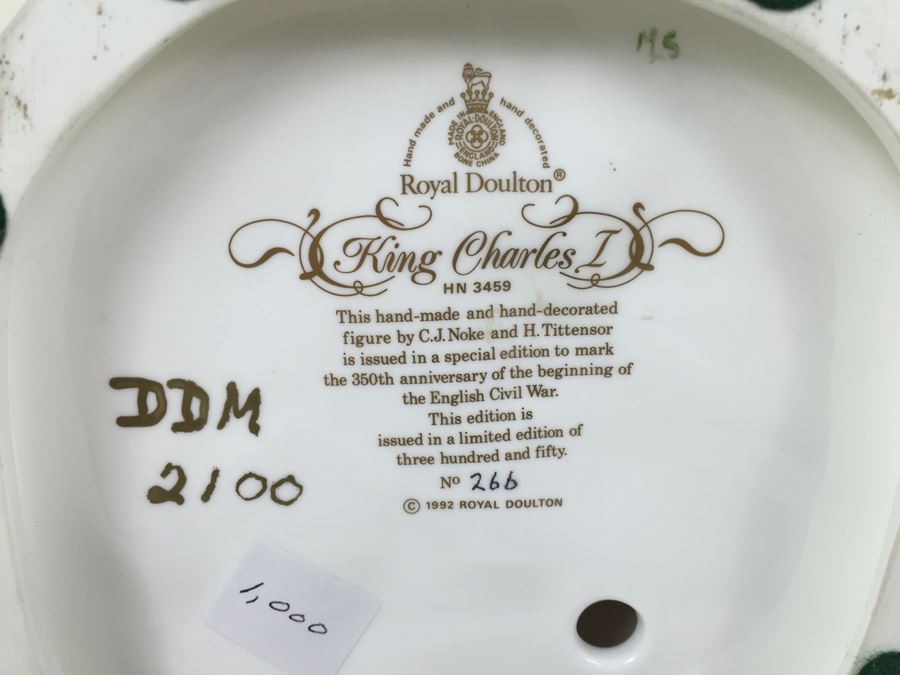 MS
Hand made and hand decorated
MADE IN ENGLAND
ROYAL·DOULTON
ENGLAND
BONE CHINA
Royal Doulton®
King Charles I
HN 3459
This hand-made and hand-decorated
figure by C.J. Noke and H. Tittensor
is issued in a special edition to mark
the 350th anniversary of the beginning of
the English Civil War.
This edition is
issued in a limited edition of
three hundred and fifty.
No 266
© 1992 ROYAL DOULTON
DDM
2100
1,000